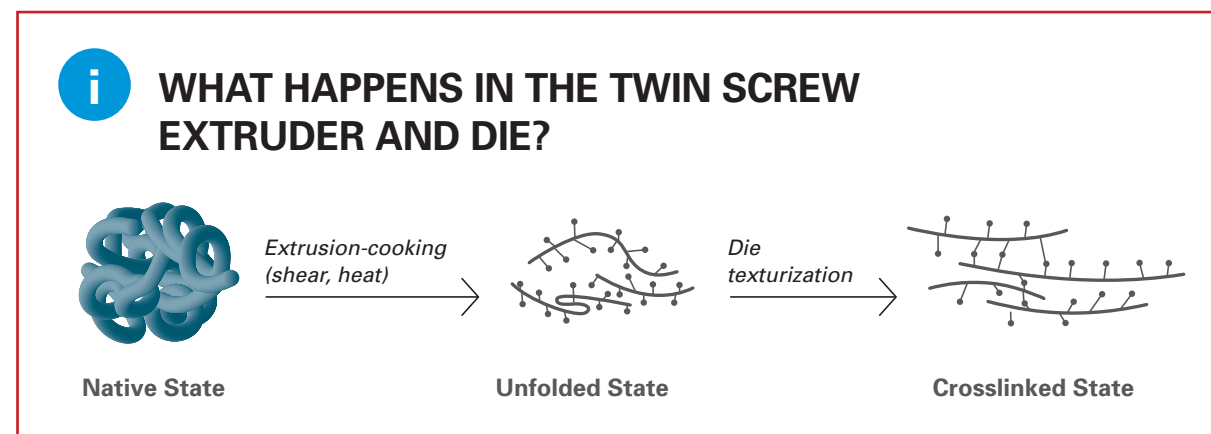 i
WHAT HAPPENS IN THE TWIN SCREW
EXTRUDER AND DIE?
Extrusion-cooking
(shear, heat)
Die
texturization
Native State
Unfolded State
Crosslinked State